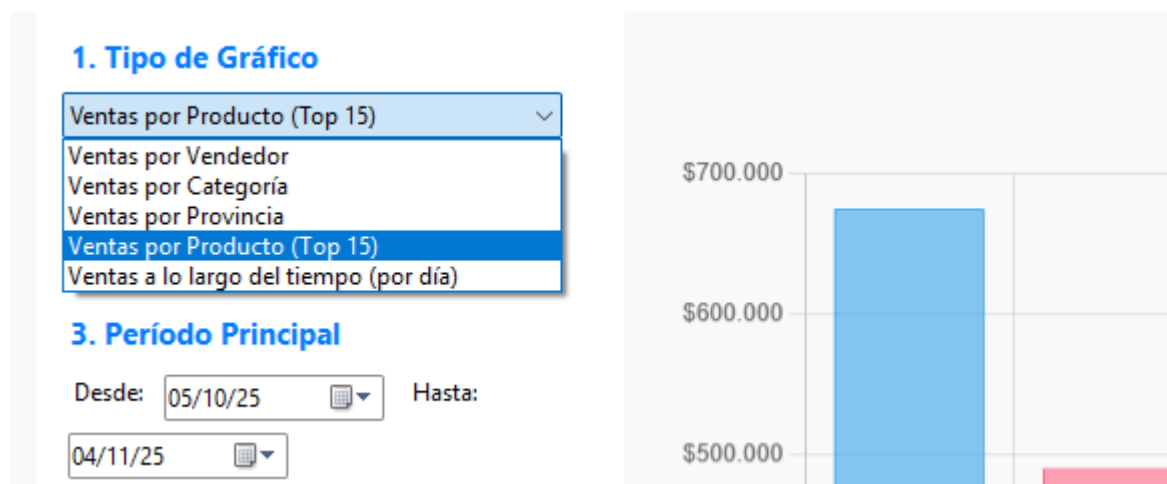 1. Tipo de Gráfico
Ventas por Producto (Top 15)
Ventas por Vendedor
Ventas por Categoría
Ventas por Provincia
Ventas por Producto (Top 15)
Ventas a lo largo del tiempo (por día)
3. Período Principal
Desde: 05/10/25 Hasta:
04/11/25
$700.000
$600.000
$500.000